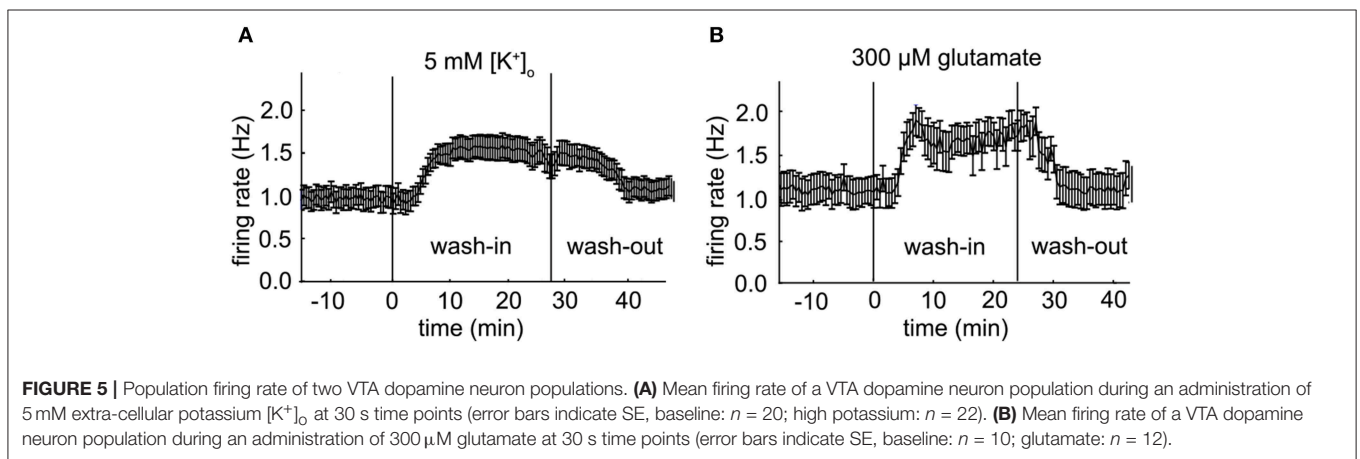 A
B
5 mM [K⁺]ₒ
300 µM glutamate
firing rate (Hz)
2.0
1.5
1.0
0.5
0.0
wash-in
wash-out
-10
0
10
20
30
40
time (min)
firing rate (Hz)
2.0
1.5
1.0
0.5
0.0
wash-in
wash-out
-10
0
10
20
30
40
time (min)
FIGURE 5 | Population firing rate of two VTA dopamine neuron populations. (A) Mean firing rate of a VTA dopamine neuron population during an administration of
5 mM extra-cellular potassium [K⁺]ₒ at 30 s time points (error bars indicate SE, baseline: n = 20; high potassium: n = 22). (B) Mean firing rate of a VTA dopamine
neuron population during an administration of 300 µM glutamate at 30 s time points (error bars indicate SE, baseline: n = 10; glutamate: n = 12).